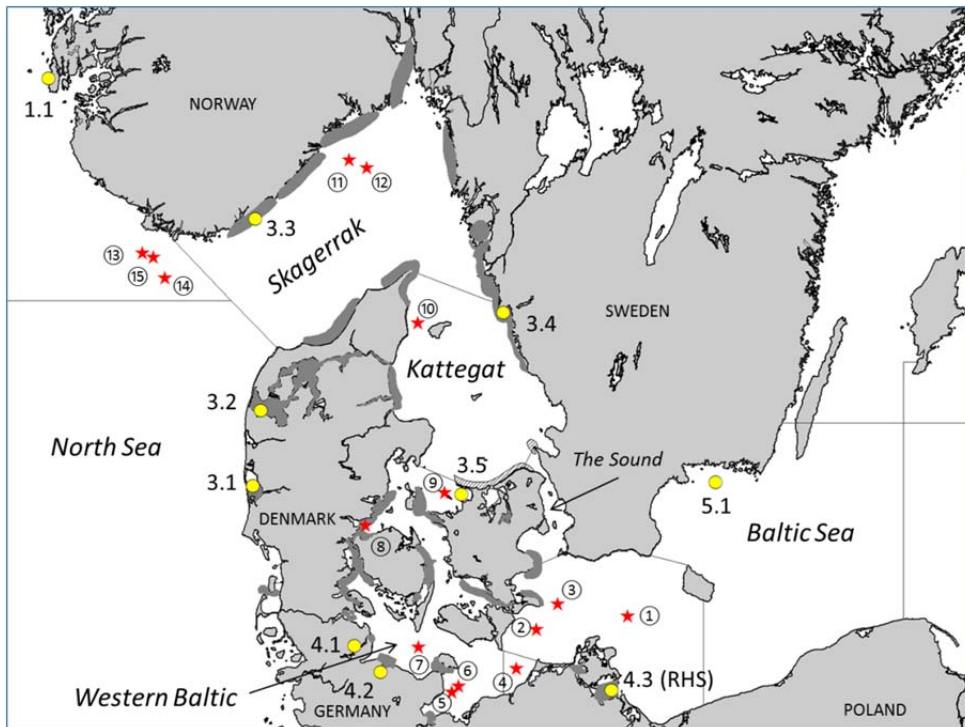 NORWAY
1.1
⑪
⑫
3.3
Skagerrak
⑬
⑮
⑭
⑩
3.4
SWEDEN
Kattegat
3.2
North Sea
3.5
The Sound
3.1
⑨
5.1
DENMARK
Baltic Sea
⑧
③
①
②
4.1
⑦
⑥
④
4.3 (RHS)
Western Baltic
4.2
⑤
GERMANY
POLAND